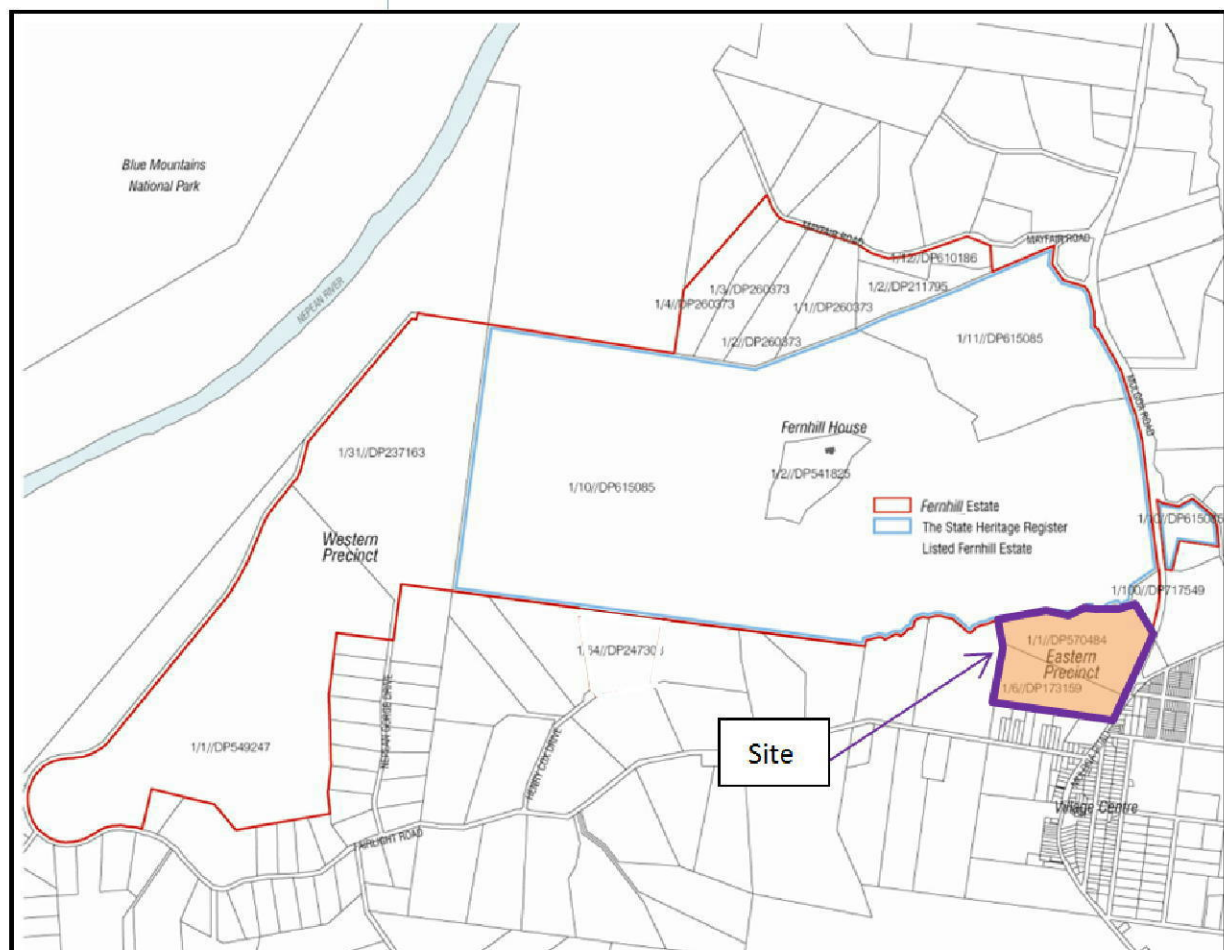 Blue Mountains
National Park
NEPEAN RIVER
MAYFAIR ROAD
MAYFAIR ROAD
1/12//DP610186
1/3//DP260373
1/2//DP211795
1/4//DP260373
1/1//DP260373
1/2//DP260373
1/11//DP615085
MULGOA ROAD
Fernhill House
1/31//DP237163
1/2//DP541825
1/10//DP615085
Fernhill Estate
The State Heritage Register
Listed Fernhill Estate
Western
Precinct
1/100//DP717549
1/1//DP570484
Eastern
Precinct
1/6//DP173159
NEPEAN GORGE DRIVE
Site
1/1//DP549247
HENRY COX DRIVE
Village Centre
FAIRLIGHT ROAD